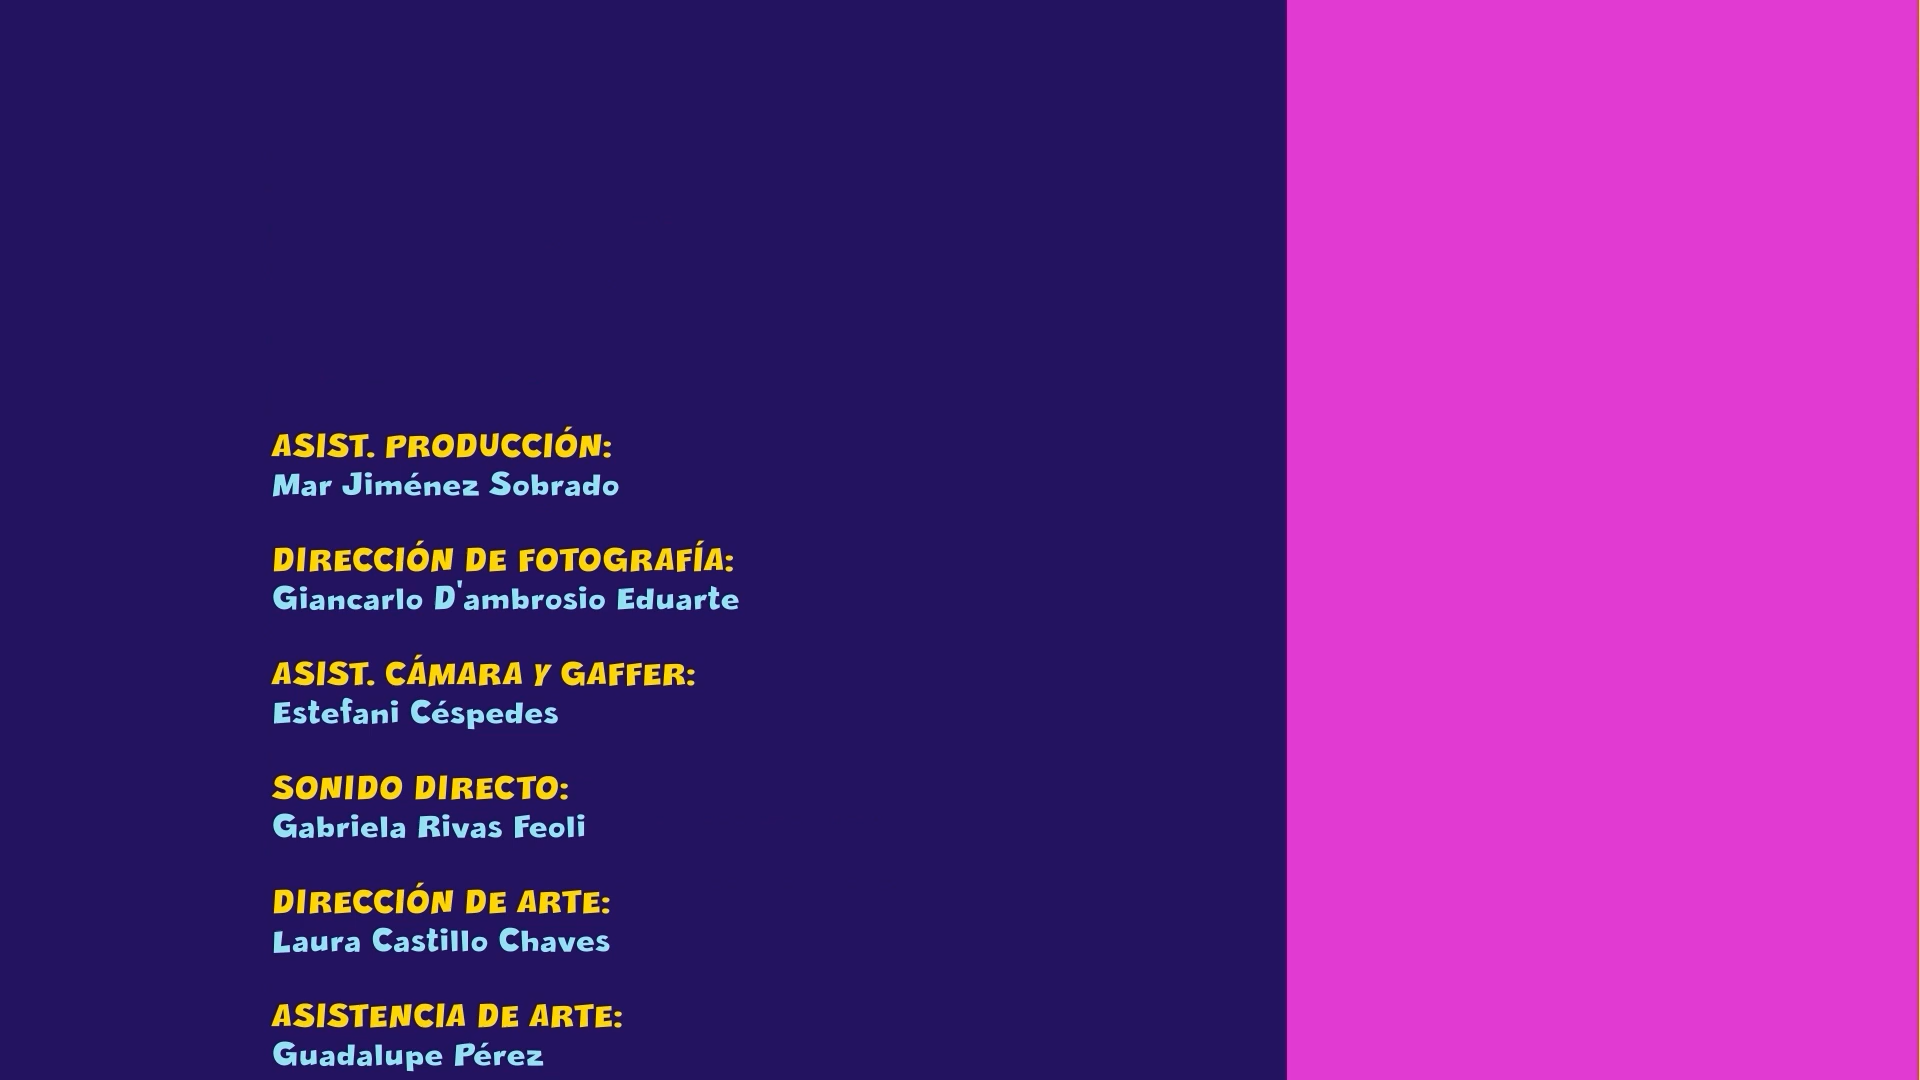 ASIST. PRODUCCIÓN:
Mar Jiménez Sobrado
DIRECCIÓN DE FOTOGRAFÍA:
Giancarlo D'ambrosio Eduarte
ASIST. CÁMARA Y GAFFER:
Estefani Céspedes
SONIDO DIRECTO:
Gabriela Rivas Feoli
DIRECCIÓN DE ARTE:
Laura Castillo Chaves
ASISTENCIA DE ARTE:
Guadalupe Pérez